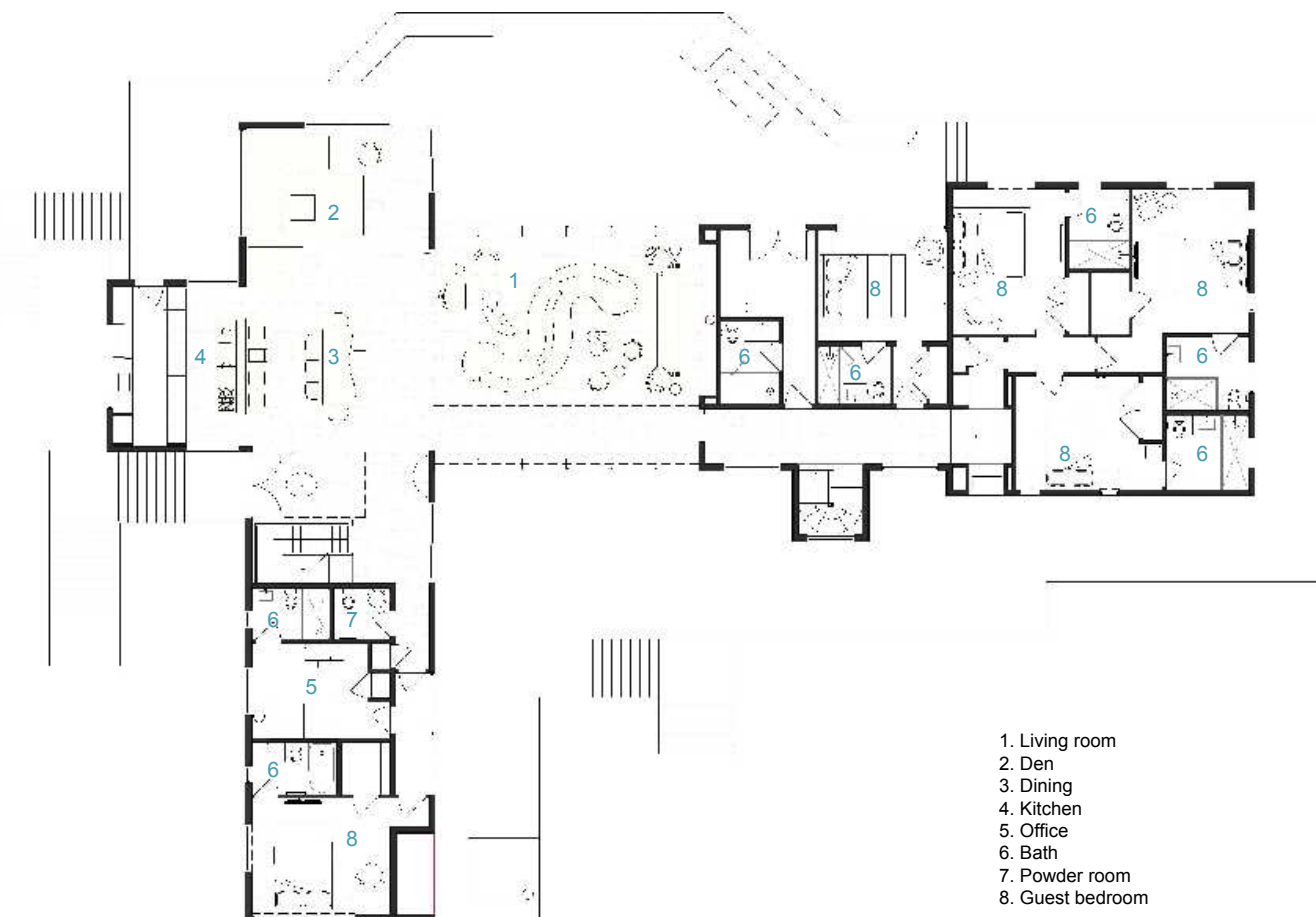 6
2
1
8
8
8
4
3
6
6
6
8
6
6
7
5
6
8
1. Living room
2. Den
3. Dining
4. Kitchen
5. Office
6. Bath
7. Powder room
8. Guest bedroom